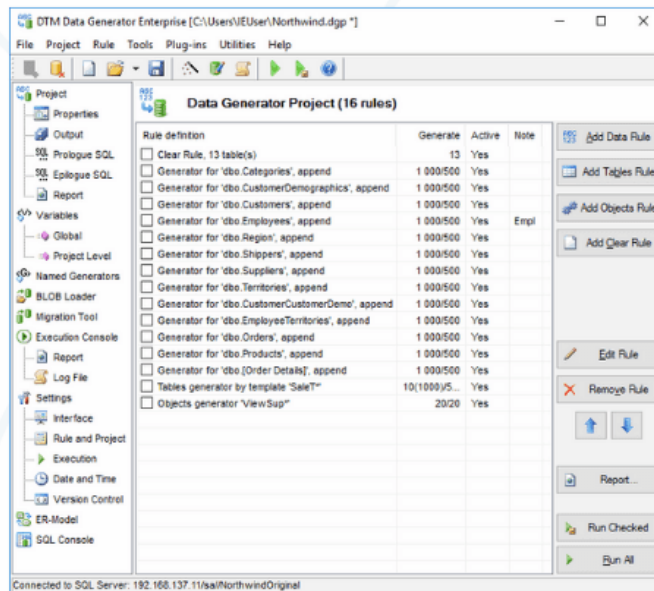 DTM Data Generator Enterprise [C:\Users\IEUser\Northwind.dgp *]
File Project Rule Tools Plug-ins Utilities Help
Project
Properties
Output
Prologue SQL
Epilogue SQL
Report
Variables
Global
Project Level
Named Generators
BLOB Loader
Migration Tool
Execution Console
Report
Log File
Settings
Interface
Rule and Project
Execution
Date and Time
Version Control
ER-Model
SQL Console
Data Generator Project (16 rules)
Rule definition Generate Active Note
Clear Rule, 13 table(s) 13 Yes
Generator for 'dbo.Categories', append 1 000/500 Yes
Generator for 'dbo.CustomerDemographics', append 1 000/500 Yes
Generator for 'dbo.Customers', append 1 000/500 Yes
Generator for 'dbo.Employees', append 1 000/500 Yes Empl
Generator for 'dbo.Region', append 1 000/500 Yes
Generator for 'dbo.Shippers', append 1 000/500 Yes
Generator for 'dbo.Suppliers', append 1 000/500 Yes
Generator for 'dbo.Territories', append 1 000/500 Yes
Generator for 'dbo.CustomerCustomerDemo', append 1 000/500 Yes
Generator for 'dbo.EmployeeTerritories', append 1 000/500 Yes
Generator for 'dbo.Orders', append 1 000/500 Yes
Generator for 'dbo.Products', append 1 000/500 Yes
Generator for 'dbo.[Order Details]', append 1 000/500 Yes
Tables generator by template 'SaleT*' 10(1000)/5... Yes
Objects generator 'ViewSup*' 20/20 Yes
Add Data Rule
Add Tables Rule
Add Objects Rule
Add Clear Rule
Edit Rule
Remove Rule
Report...
Run Checked
Run All
Connected to SQL Server: 192.168.137.11/sa//NorthwindOriginal